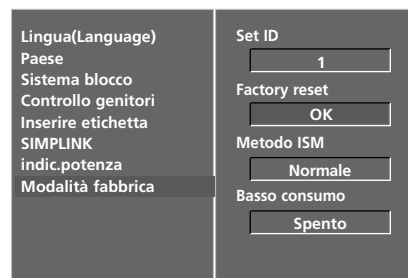 Lingua(Language)
Paese
Sistema blocco
Controllo genitori
Inserire etichetta
SIMPLINK
indic.potenza
Modalità fabbrica
Set ID
1
Factory reset
OK
Metodo ISM
Normale
Basso consumo
Spento